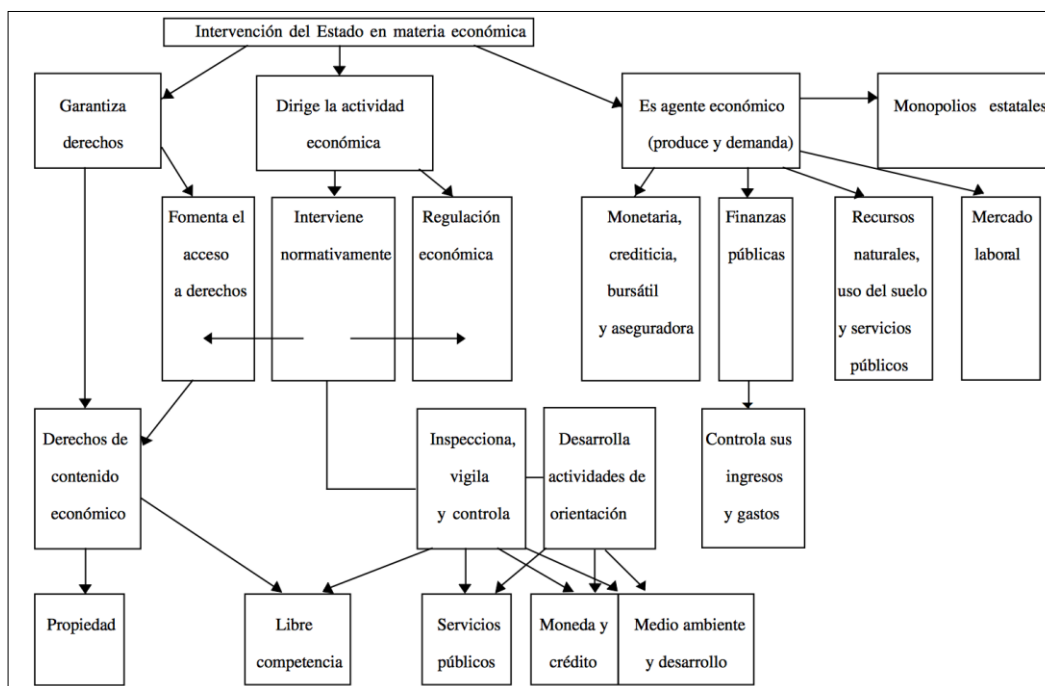 Intervención del Estado en materia económica
Garantiza
derechos
Dirige la actividad
económica
Es agente económico
(produce y demanda)
Monopolios estatales
Fomenta el
acceso
a derechos
Interviene
normativamente
Regulación
económica
Monetaria,
crediticia,
bursátil
y aseguradora
Finanzas
públicas
Recursos
naturales,
uso del suelo
y servicios
públicos
Mercado
laboral
Derechos de
contenido
económico
Inspecciona,
vigila
y controla
Desarrolla
actividades de
orientación
Controla sus
ingresos
y gastos
Propiedad
Libre
competencia
Servicios
públicos
Moneda y
crédito
Medio ambiente
y desarrollo